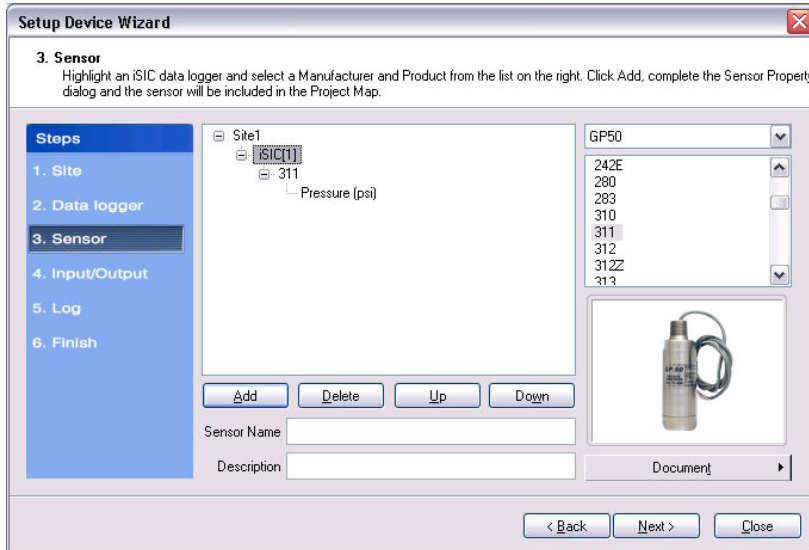 Setup Device Wizard
3. Sensor
Highlight an iSIC data logger and select a Manufacturer and Product from the list on the right. Click Add, complete the Sensor Property
dialog and the sensor will be included in the Project Map.
Steps
1. Site
2. Data logger
3. Sensor
4. Input/Output
5. Log
6. Finish
Site1
iSIC[1]
311
Pressure (psi)
GP50
242E
280
283
310
311
312
312Z
313
GP:50
Add
Delete
Up
Down
Sensor Name
Description
Document
< Back
Next >
Close